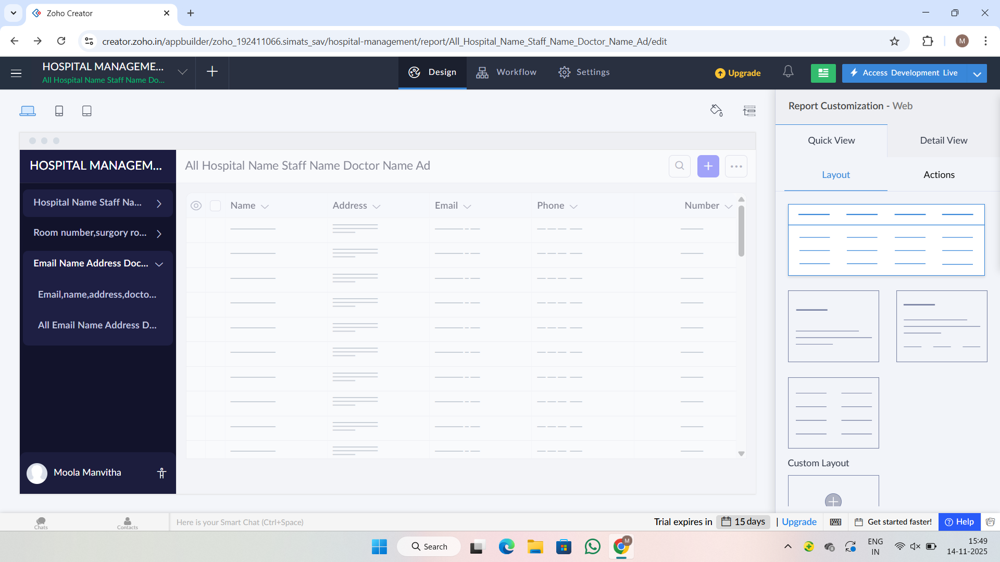 Zoho Creator
creator.zoho.in/appbuilder/zoho_192411066.simats_sav/hospital-management/report/All_Hospital_Name_Staff_Name_Doctor_Name_Ad/edit
M
HOSPITAL MANAGEME...
All Hospital Name Staff Name Do...
Design
Workflow
Settings
Upgrade
Access Development Live
Report Customization - Web
Quick View
Detail View
Layout
Actions
HOSPITAL MANAGEM...
All Hospital Name Staff Name Doctor Name Ad
Hospital Name Staff Na...
Room number,surgory ro...
Email Name Address Doc...
Email,name,address,docto...
All Email Name Address D...
Name
Address
Email
Phone
Number
Custom Layout
Moola Manvitha
Chats
Contacts
Here is your Smart Chat (Ctrl+Space)
Trial expires in 15 days | Upgrade
Get started faster!
Help
Search
M
ENG
IN
15:49
14-11-2025